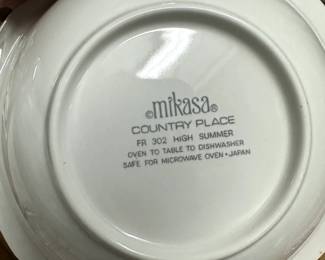 ©mikasa®
COUNTRY PLACE
FR 302 HIGH SUMMER
OVEN TO TABLE TO DISHWASHER
SAFE FOR MICROWAVE OVEN•JAPAN